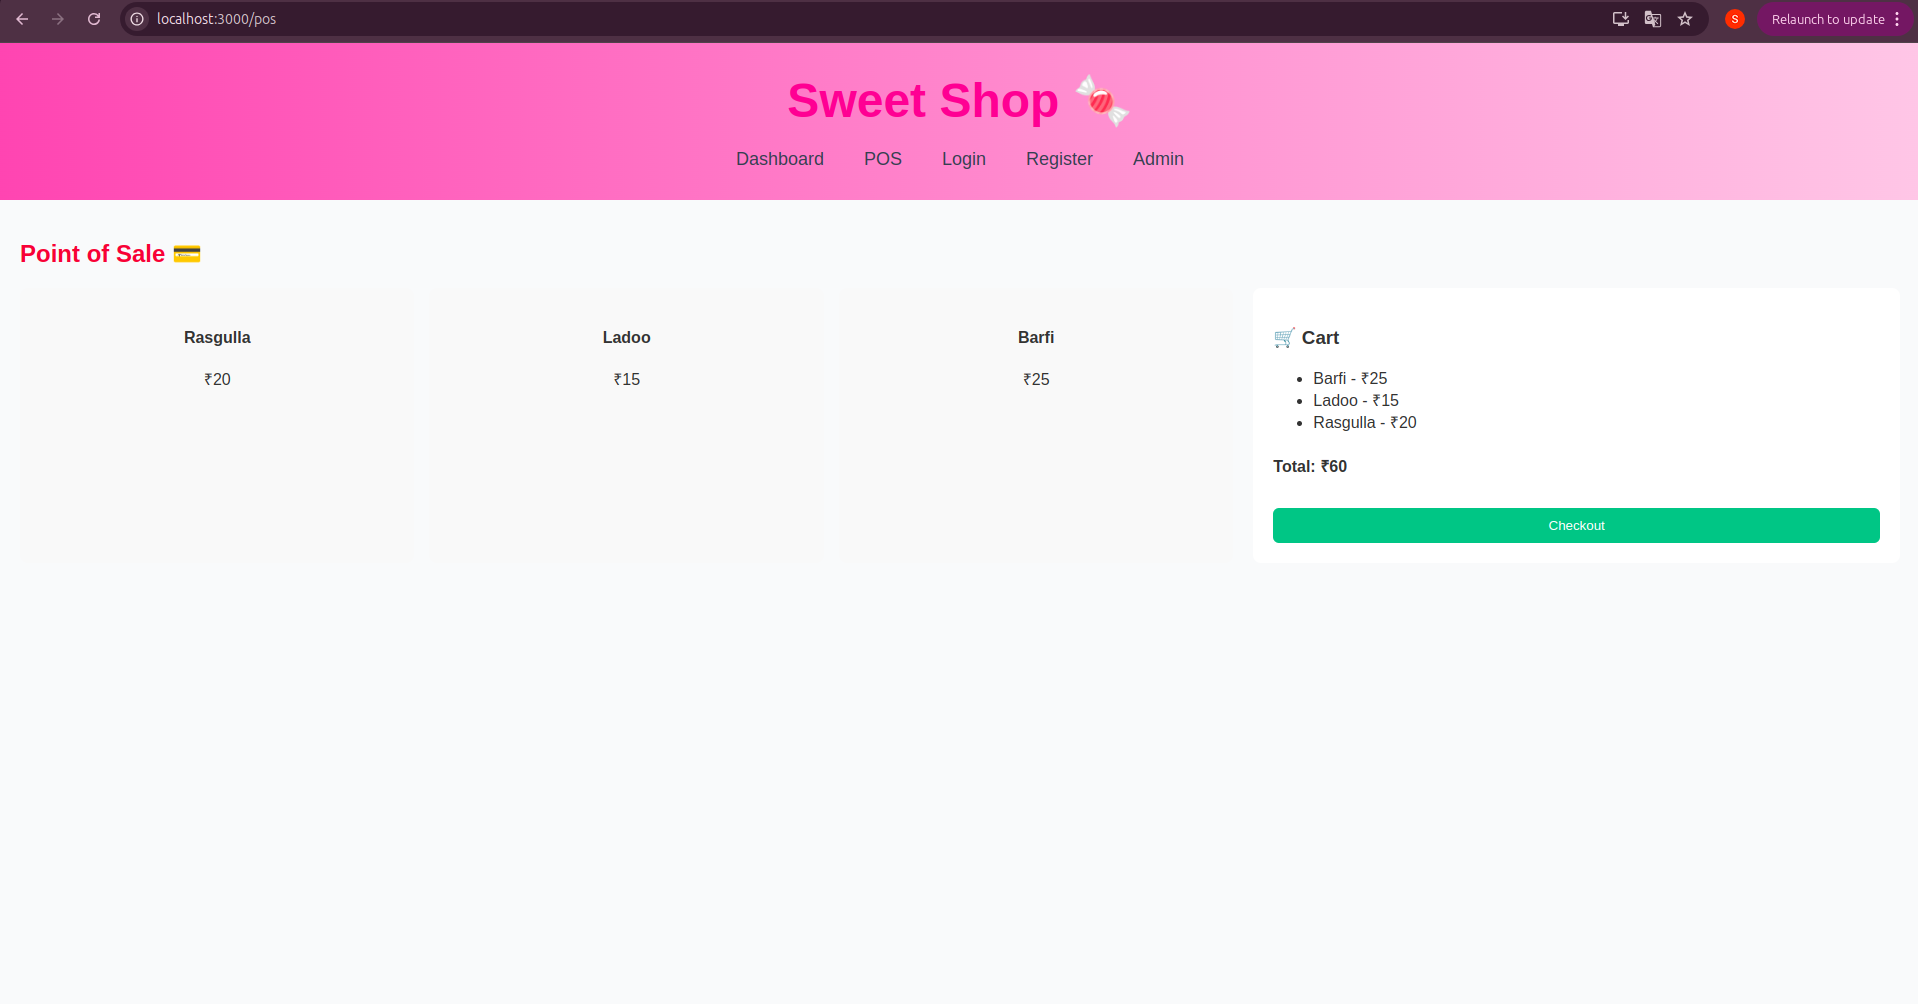 localhost:3000/pos
S
Relaunch to update
Sweet Shop 🍬
Dashboard POS Login Register Admin
Point of Sale 💳
Rasgulla
₹20
Ladoo
₹15
Barfi
₹25
🛒 Cart
• Barfi - ₹25
• Ladoo - ₹15
• Rasgulla - ₹20
Total: ₹60
Checkout